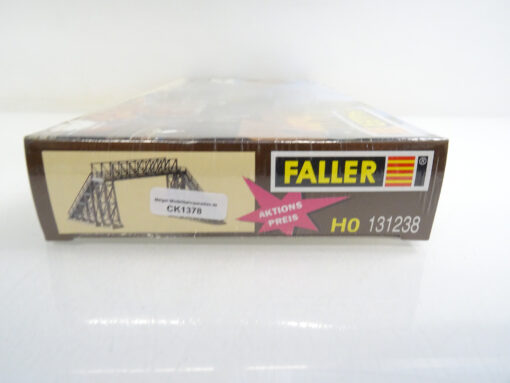 FALLER
®
CK1378
AKTIONS
PREIS
H0 131238